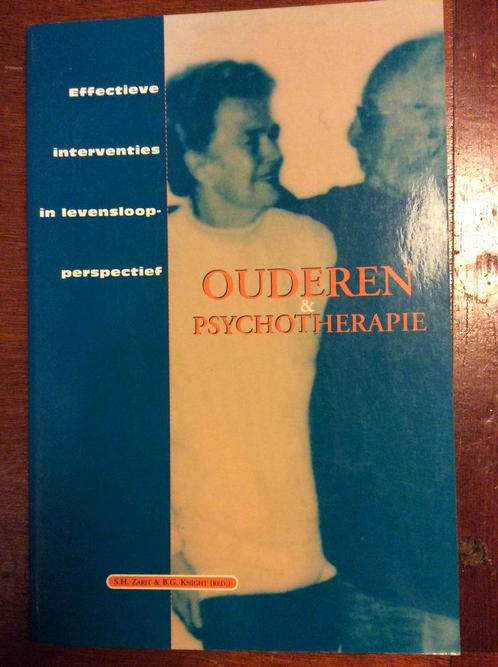 Effectieve
interventies
in levensloop-
perspectief
OUDEREN
&
PSYCHOTHERAPIE
S.H. ZARIT & B.G. KNIGHT (RED.)